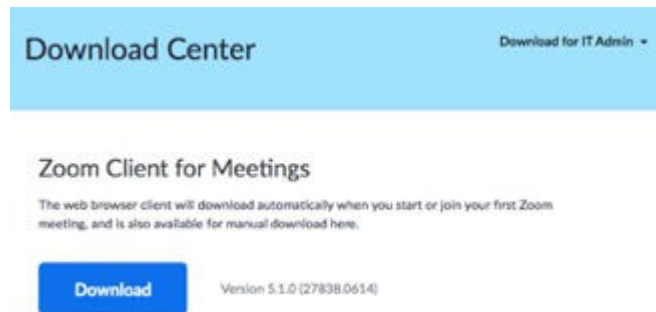 Download Center
Download for IT Admin
Zoom Client for Meetings
The web browser client will download automatically when you start or join your first Zoom
meeting, and is also available for manual download here.
Download
Version 5.1.0 (27838.0614)